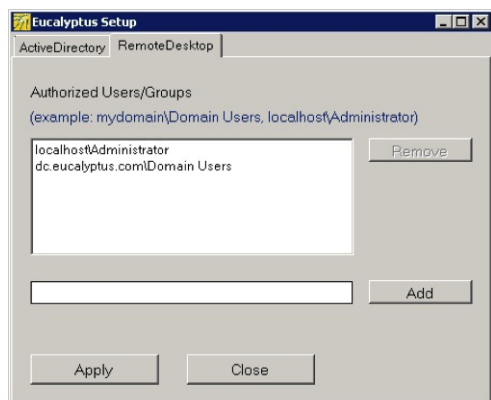 Eucalyptus Setup
ActiveDirectory RemoteDesktop
Authorized Users/Groups
(example: mydomain\Domain Users, localhost\Administrator)
localhost\Administrator
Remove
dc.eucalyptus.com\Domain Users
Add
Apply Close